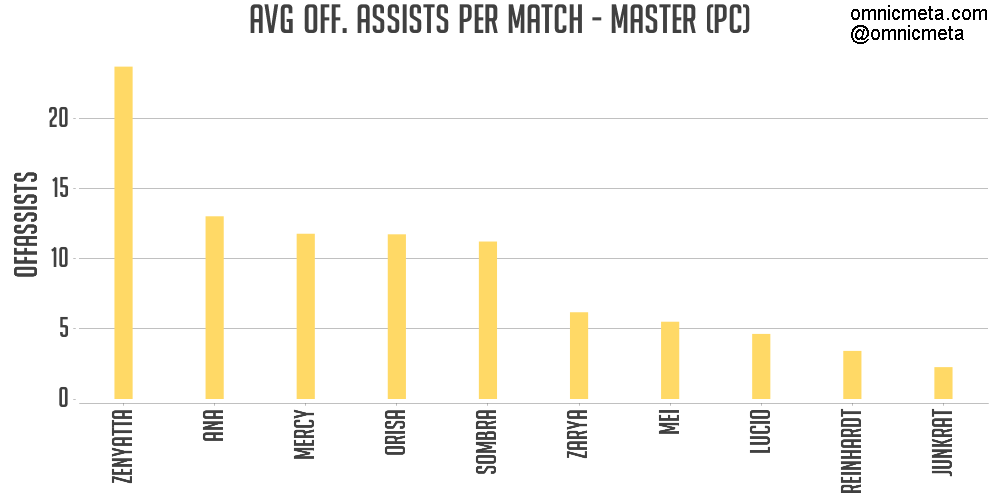 AVG OFF. ASSISTS PER MATCH - MASTER (PC)
omnicmeta.com
@omnicmeta
OFFASSISTS
20
15
10
5
0
ZENYATTA
ANA
MERCY
ORISA
SOMBRA
ZARYA
MEI
LUCIO
REINHARDT
JUNKRAT